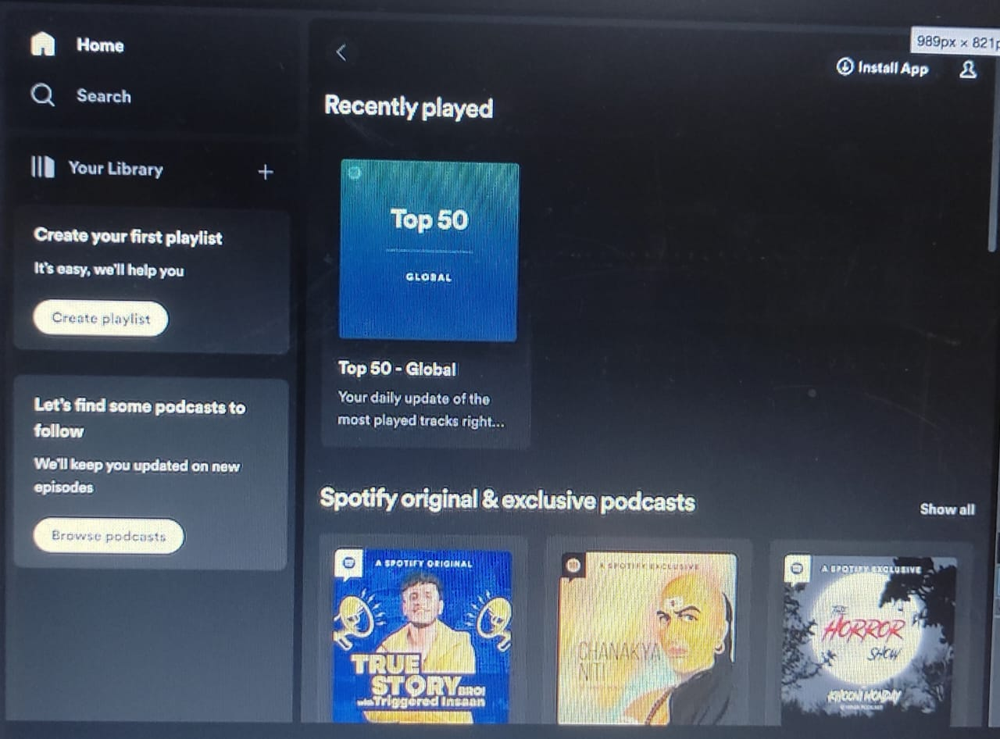 Home
Search
Your Library
Create your first playlist
It's easy, we'll help you
Create playlist
Let's find some podcasts to
follow
We'll keep you updated on new
episodes
Browse podcasts
989px × 821p
Install App
Recently played
Top 50
GLOBAL
Top 50 - Global
Your daily update of the
most played tracks right...
Spotify original & exclusive podcasts
Show all
A SPOTIFY ORIGINAL
TRUE
STORY BRO!
with Triggered Insaan
A SPOTIFY EXCLUSIVE
CHANAKYA
NITI
A SPOTIFY EXCLUSIVE
THE
HORROR
SHOW
KHOONI MONDAY